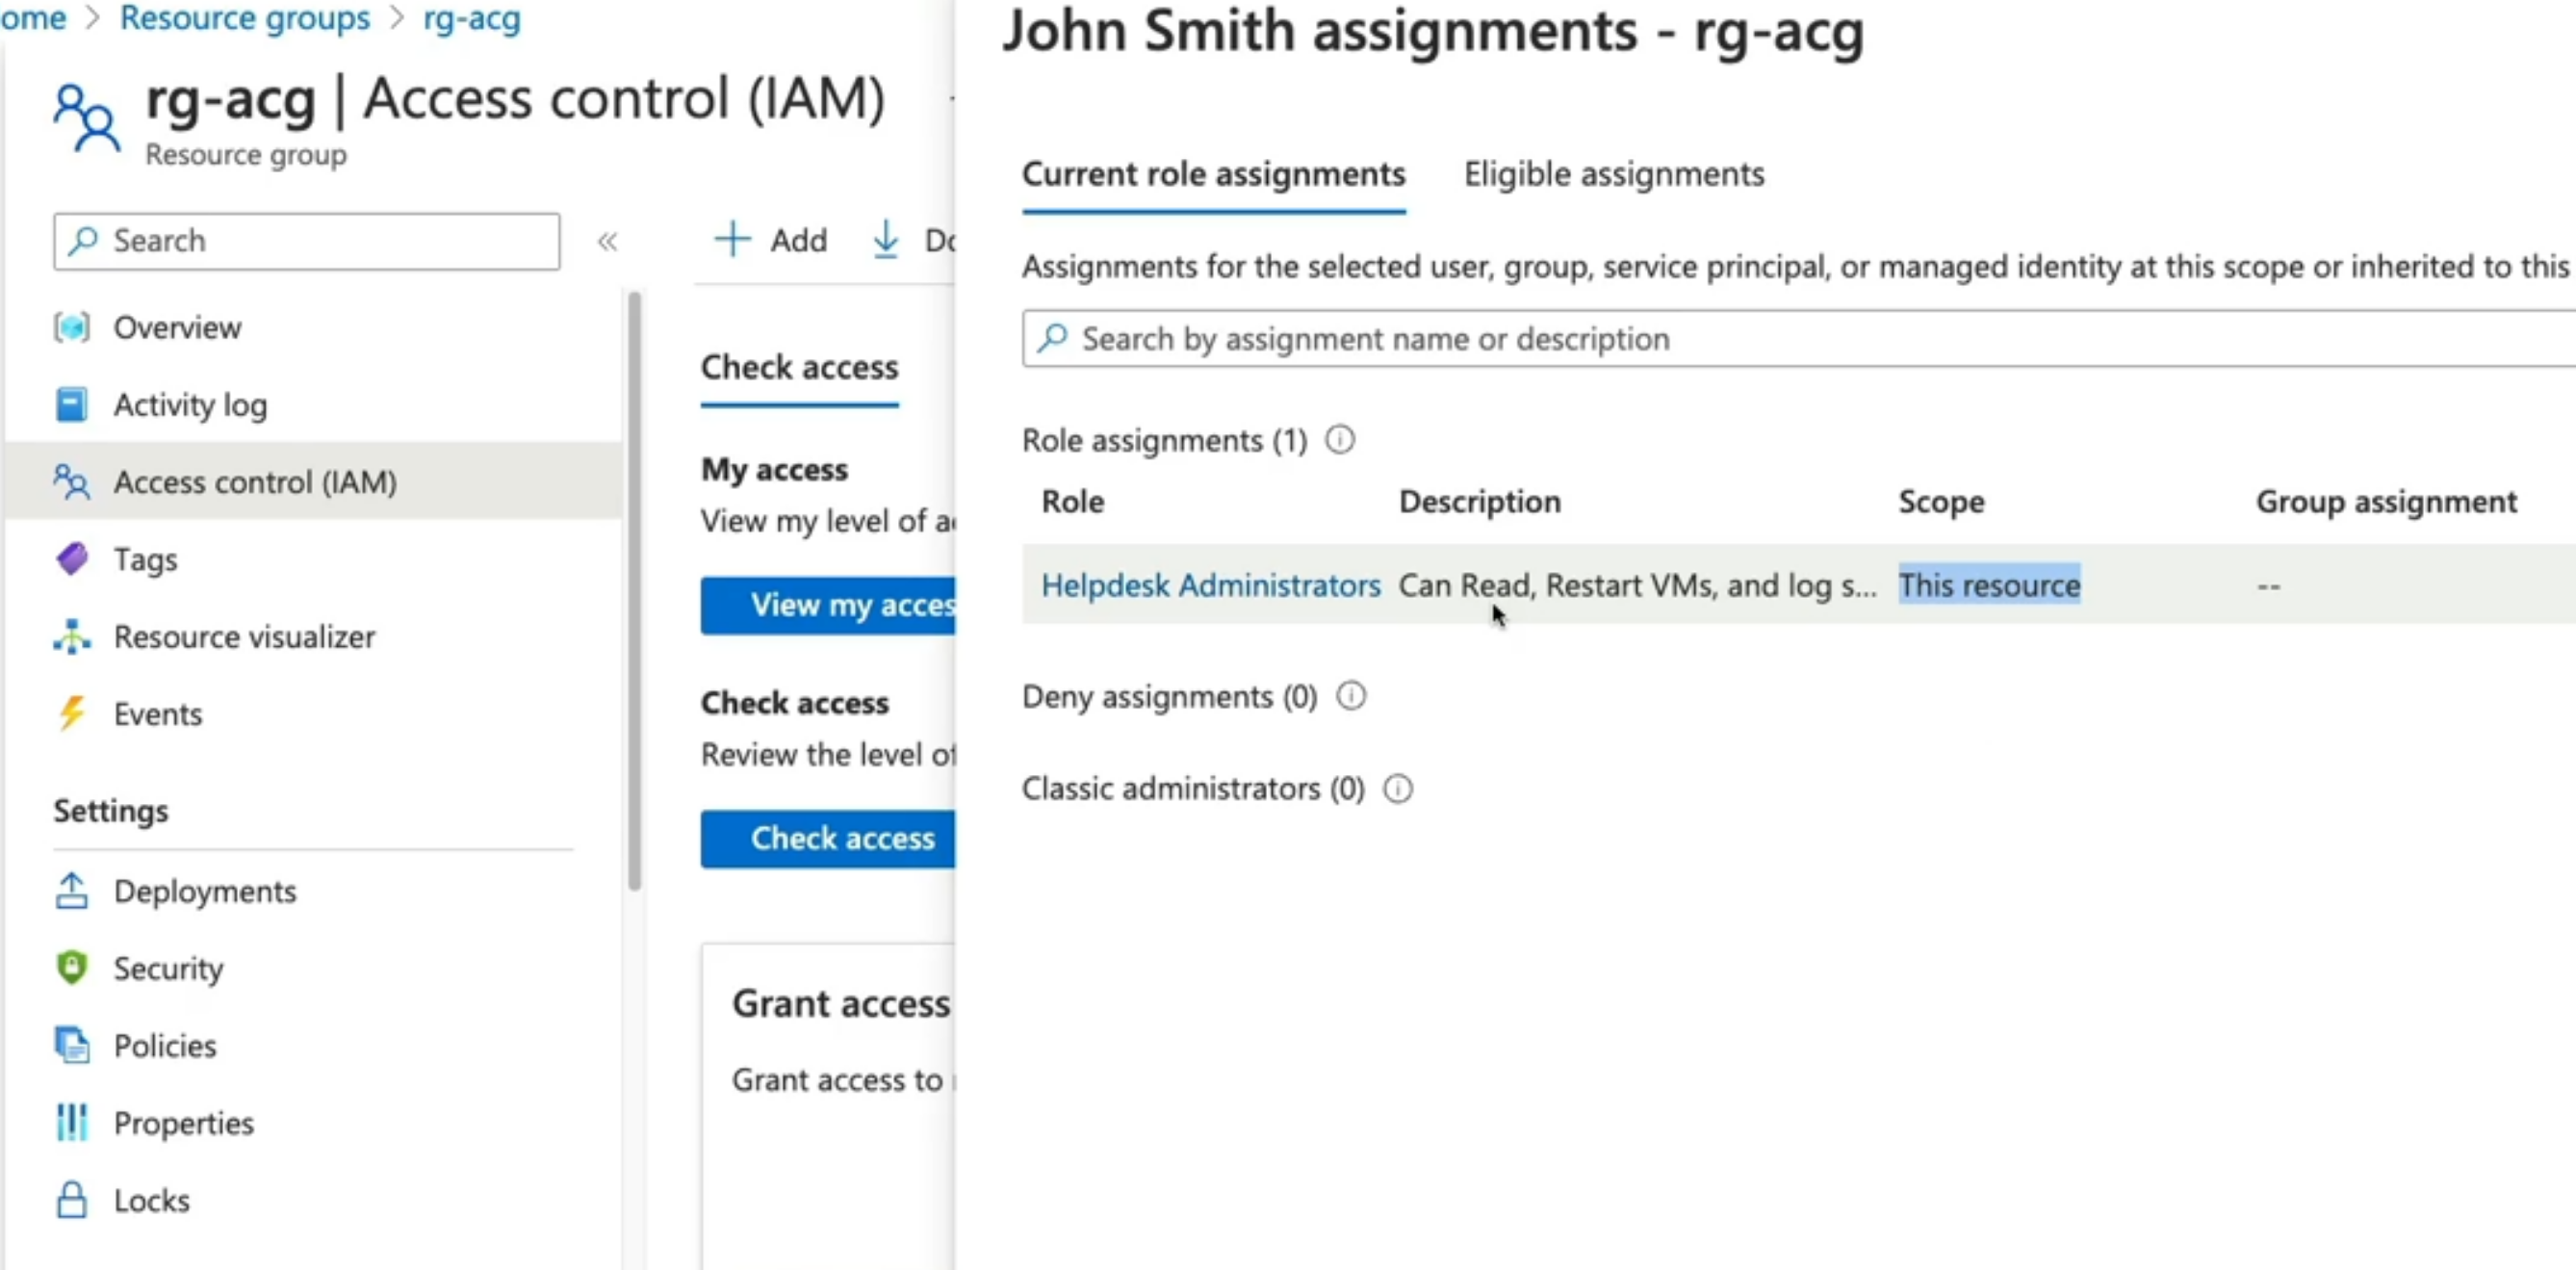 ome > Resource groups > rg-acg
rg-acg | Access control (IAM)
Resource group
Search
Overview
Activity log
Access control (IAM)
Tags
Resource visualizer
Events
Settings
Deployments
Security
Policies
Properties
Locks
Add
Do
Check access
My access
View my level of a
View my acces
Check access
Review the level of
Check access
Grant access
Grant access to
John Smith assignments - rg-acg
Current role assignments Eligible assignments
Assignments for the selected user, group, service principal, or managed identity at this scope or inherited to this
Search by assignment name or description
Role assignments (1)
Role Description Scope Group assignment
Helpdesk Administrators Can Read, Restart VMs, and log s... This resource --
Deny assignments (0)
Classic administrators (0)